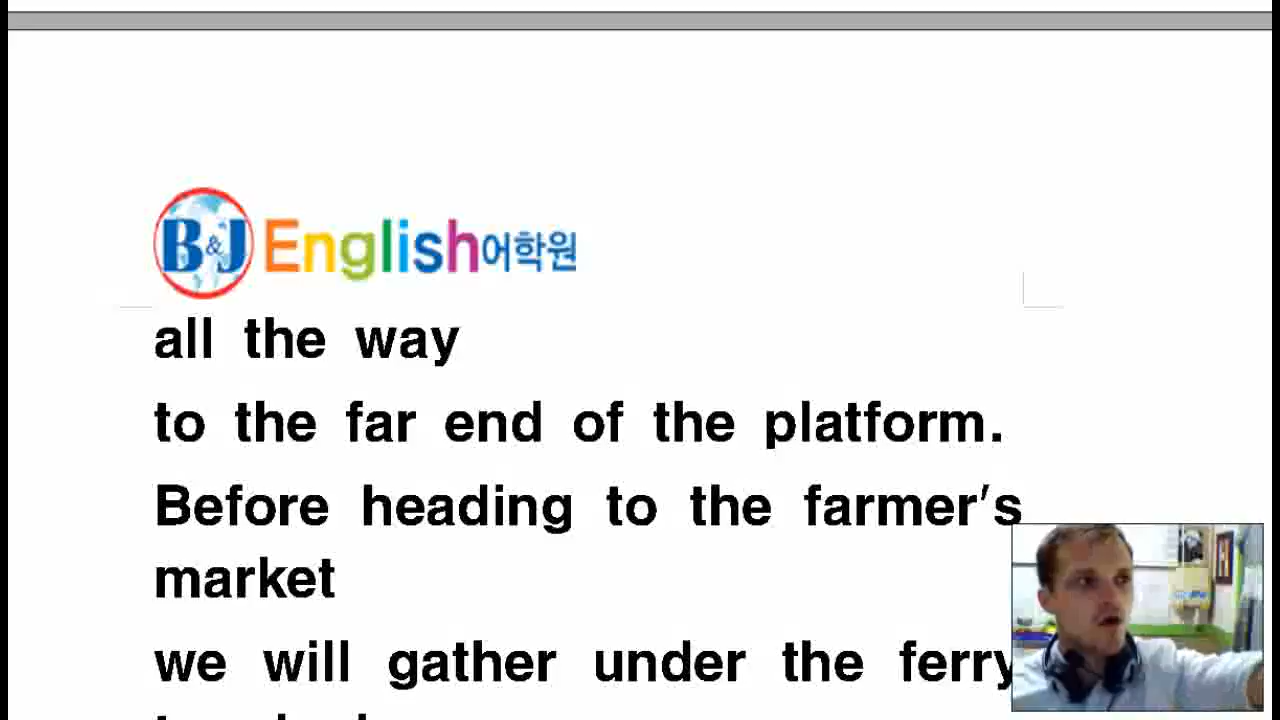 B&J English어학원
all the way
to the far end of the platform.
Before heading to the farmer's
market
we will gather under the ferry